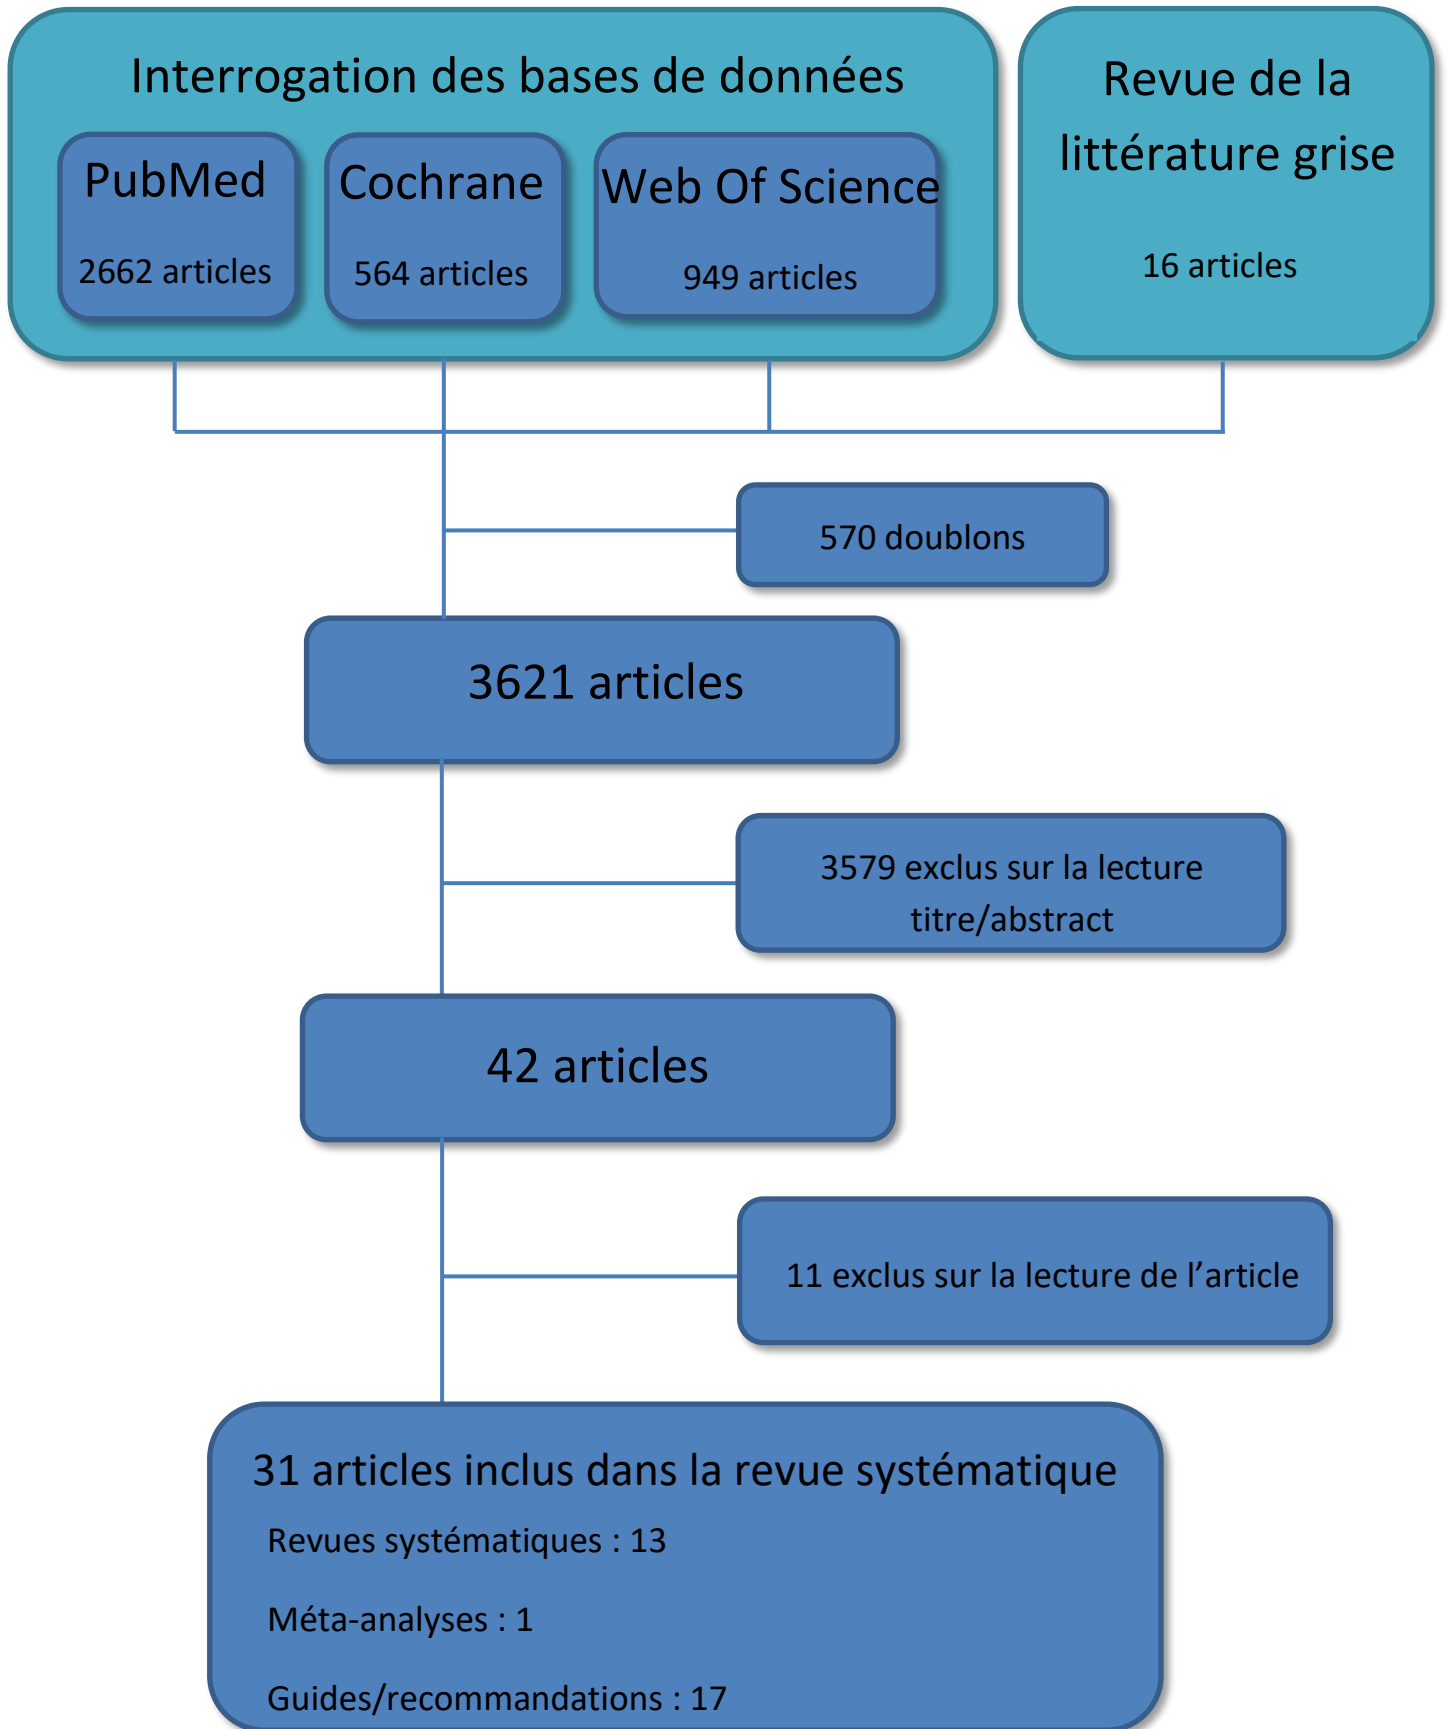 Interrogation des bases de données
PubMed
2662 articles
Cochrane
564 articles
Web Of Science
949 articles
Revue de la
littérature grise
16 articles
570 doublons
3621 articles
3579 exclus sur la lecture
titre/abstract
42 articles
11 exclus sur la lecture de l’article
31 articles inclus dans la revue systématique
Revues systématiques : 13
Méta-analyses : 1
Guides/recommandations : 17